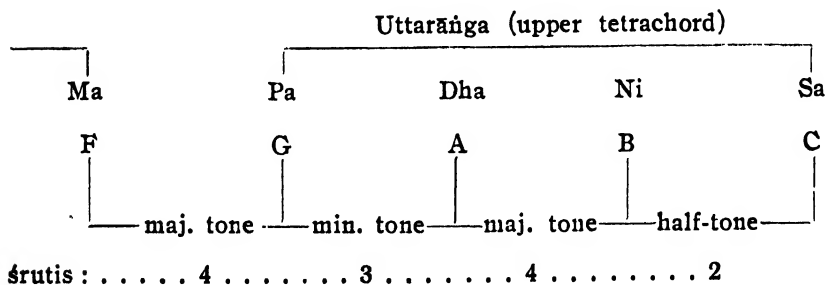 Uttarāṅga (upper tetrachord)
Ma Pa Dha Ni Sa
F G A B C
maj. tone min. tone maj. tone half-tone
śrutis : . . . . . 4 . . . . . . . 3 . . . . . . . 4 . . . . . . . . 2